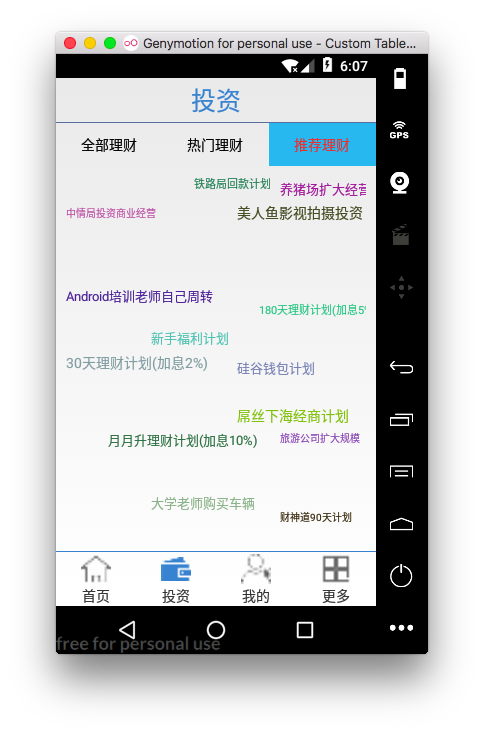 Genymotion for personal use - Custom Table...
6:07
投资
GPS
全部理财
热门理财
推荐理财
铁路局回款计划
养猪场扩大经营
中情局投资商业经营
美人鱼影视拍摄投资
Android培训老师自己周转
180天理财计划(加息5%
新手福利计划
30天理财计划(加息2%)
硅谷钱包计划
屌丝下海经商计划
月月升理财计划(加息10%)
旅游公司扩大规模
大学老师购买车辆
财神道90天计划
首页
投资
我的
更多
free for personal use